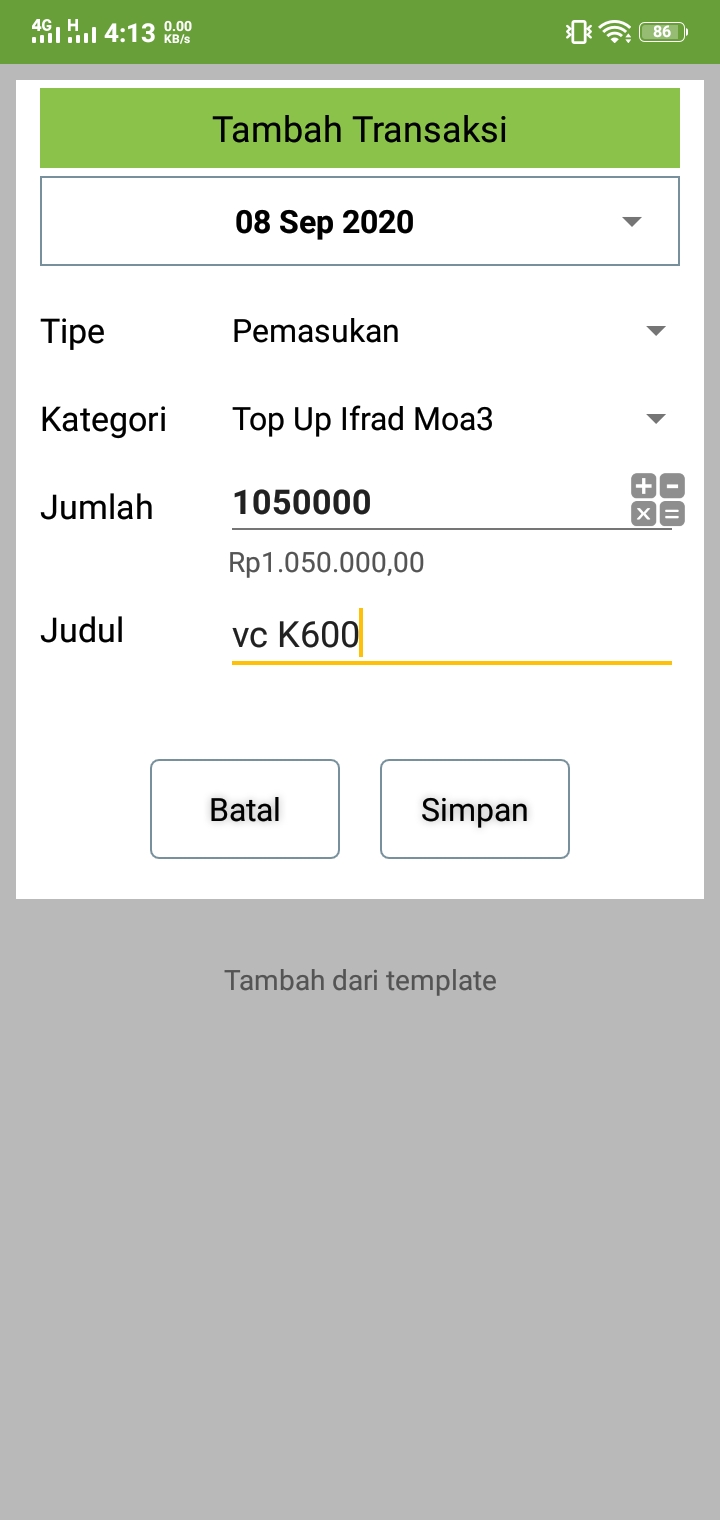 4G H 4:13 0.00 KB/s 86
Tambah Transaksi
08 Sep 2020
Tipe Pemasukan
Kategori Top Up Ifrad Moa3
Jumlah 1050000
Rp1.050.000,00
Judul vc K600
Batal Simpan
Tambah dari template